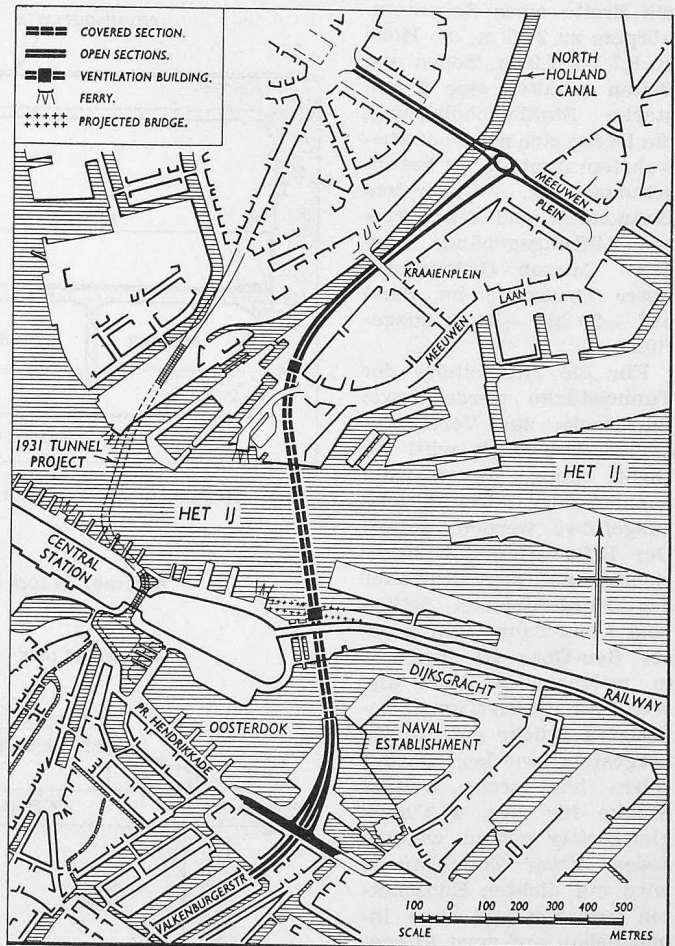 COVERED SECTION.
OPEN SECTIONS.
VENTILATION BUILDING.
FERRY.
PROJECTED BRIDGE.
NORTH
HOLLAND
CANAL
MEEUWEN
PLEIN
KRAAIENPLEIN
LAAN
MEEUWEN
1931 TUNNEL
PROJECT
HET IJ
HET IJ
CENTRAL
STATION
DIJKSGRACHT
RAILWAY
PR. HENDRIKKADE
OOSTERDOK
NAVAL
ESTABLISHMENT
VALKENBURGERSTR.
100 0 100 200 300 400 500
SCALE METRES